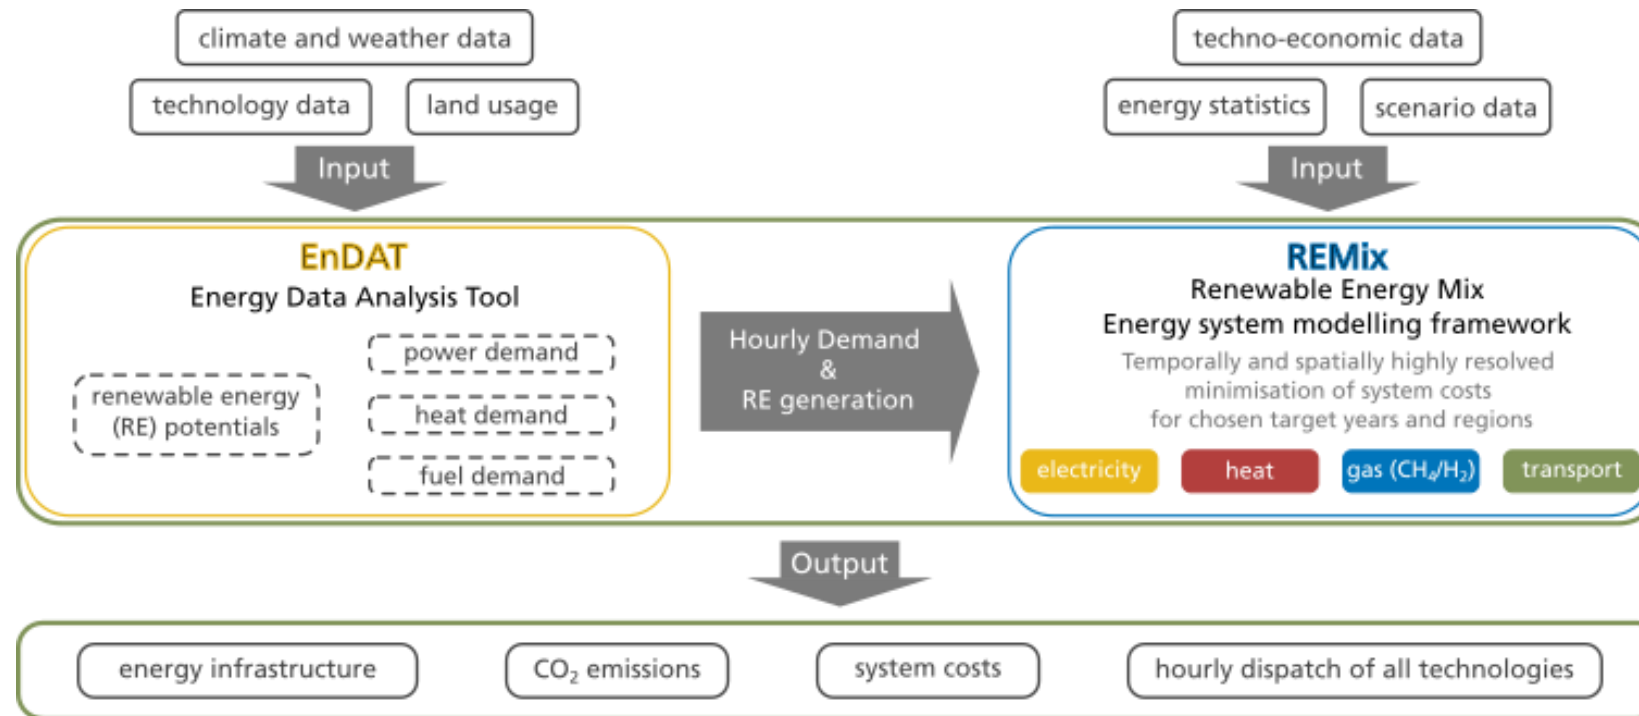 climate and weather data
technology data
land usage
Input
techno-economic data
energy statistics
scenario data
Input
EnDAT
Energy Data Analysis Tool
renewable energy
(RE) potentials
power demand
heat demand
fuel demand
Hourly Demand
&
RE generation
REMix
Renewable Energy Mix
Energy system modelling framework
Temporally and spatially highly resolved
minimisation of system costs
for chosen target years and regions
electricity
heat
gas (CH₄/H₂)
transport
Output
energy infrastructure
CO₂ emissions
system costs
hourly dispatch of all technologies